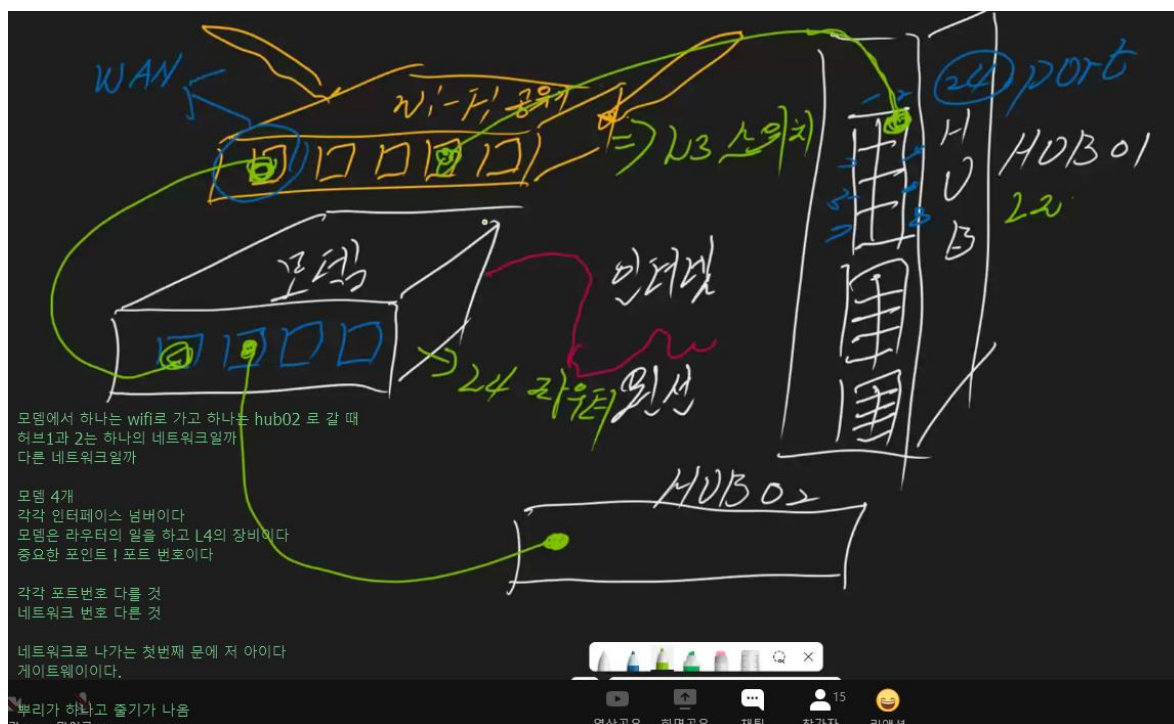 WAN
Wi-Fi 공유기
=> L3 스위치
24 port
HUB
HUB 01
L2
모뎀
인터넷
회선
-> L4 라우터
HUB 02
모뎀에서 하나는 wifi로 가고 하나는 hub02 로 갈 때
허브1과 2는 하나의 네트워크일까
다른 네트워크일까
모뎀 4개
각각 인터페이스 넘버이다
모뎀은 라우터의 일을 하고 L4의 장비이다
중요한 포인트 ! 포트 번호이다
각각 포트번호 다를 것
네트워크 번호 다른 것
네트워크로 나가는 첫번째 문에 저 아이다
게이트웨이이다.
뿌리가 하나고 줄기가 나옴
15